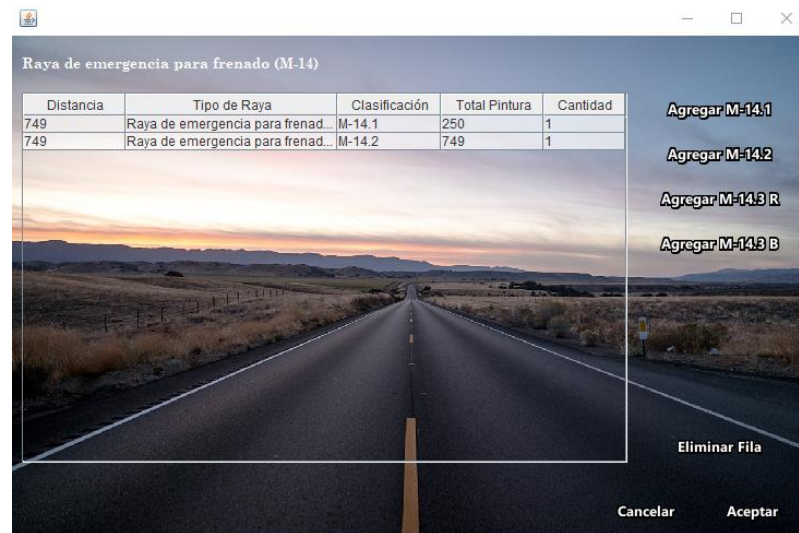 Raya de emergencia para frenado (M-14)
Distancia Tipo de Raya Clasificación Total Pintura Cantidad
749 Raya de emergencia para frenad... M-14.1 250 1
749 Raya de emergencia para frenad... M-14.2 749 1
Agregar M-14.1
Agregar M-14.2
Agregar M-14.3 R
Agregar M-14.3 B
Eliminar Fila
Cancelar Aceptar